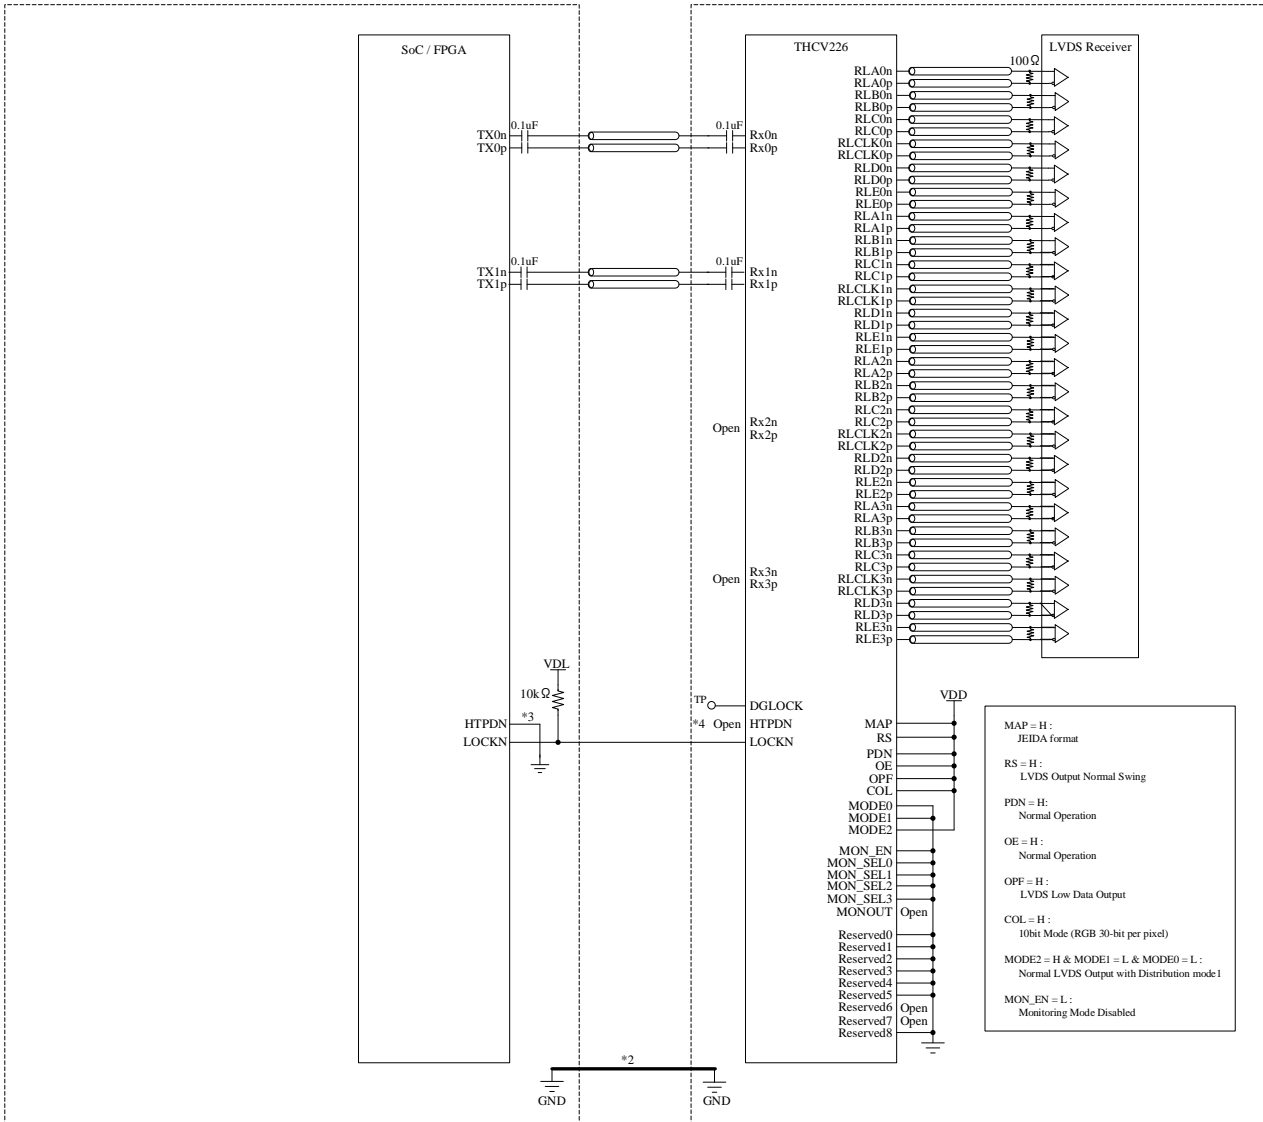 SoC / FPGA
TX0n
TX0p
TX1n
TX1p
HTPDN
LOCKN
0.1uF
0.1uF
VDL
10kΩ
*3
0.1uF
0.1uF
Open
Open
TP
*4 Open
THCV226
Rx0n
Rx0p
Rx1n
Rx1p
Rx2n
Rx2p
Rx3n
Rx3p
DGLOCK
HTPDN
LOCKN
RLA0n
RLA0p
RLB0n
RLB0p
RLC0n
RLC0p
RLCLK0n
RLCLK0p
RLD0n
RLD0p
RLE0n
RLE0p
RLA1n
RLA1p
RLB1n
RLB1p
RLC1n
RLC1p
RLCLK1n
RLCLK1p
RLD1n
RLD1p
RLE1n
RLE1p
RLA2n
RLA2p
RLB2n
RLB2p
RLC2n
RLC2p
RLCLK2n
RLCLK2p
RLD2n
RLD2p
RLE2n
RLE2p
RLA3n
RLA3p
RLB3n
RLB3p
RLC3n
RLC3p
RLCLK3n
RLCLK3p
RLD3n
RLD3p
RLE3n
RLE3p
MAP
RS
PDN
OE
OPF
COL
MODE0
MODE1
MODE2
MON_EN
MON_SEL0
MON_SEL1
MON_SEL2
MON_SEL3
MONOUT Open
Reserved0
Reserved1
Reserved2
Reserved3
Reserved4
Reserved5
Reserved6 Open
Reserved7 Open
Reserved8
100Ω
LVDS Receiver
VDD
MAP = H :
JEIDA format
RS = H :
LVDS Output Normal Swing
PDN = H:
Normal Operation
OE = H :
Normal Operation
OPF = H :
LVDS Low Data Output
COL = H :
10bit Mode (RGB 30-bit per pixel)
MODE2 = H & MODE1 = L & MODE0 = L :
Normal LVDS Output with Distribution mode1
MON_EN = L :
Monitoring Mode Disabled
*2
GND
GND